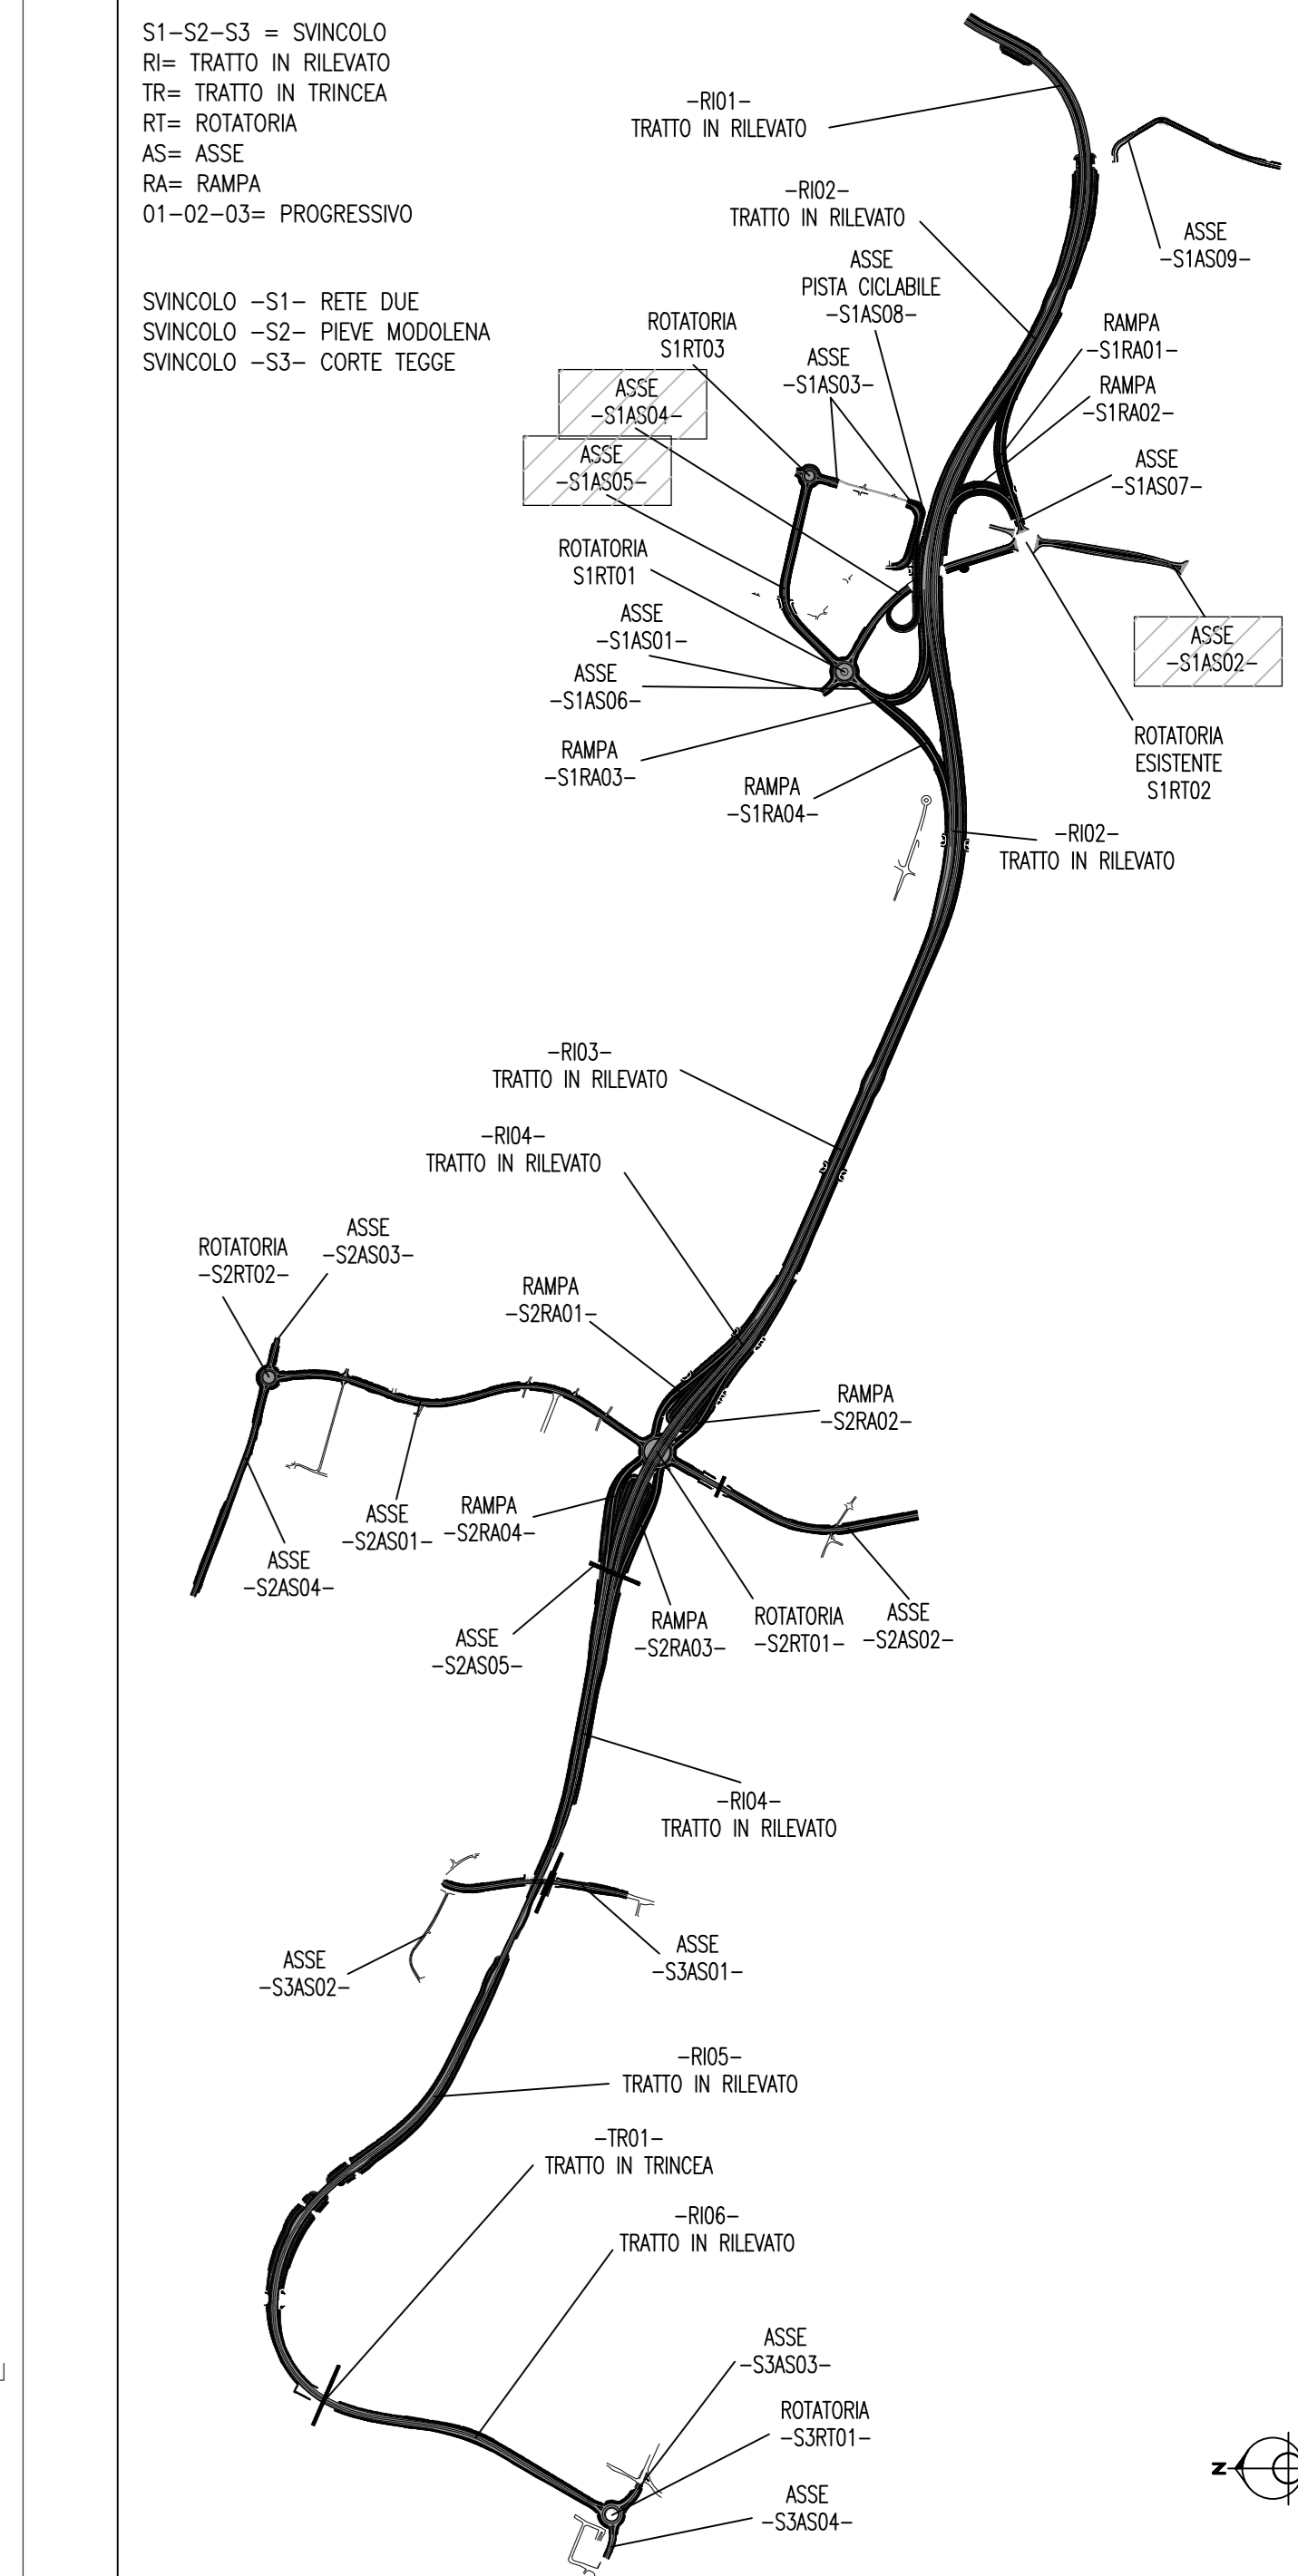 S1-S2-S3 = SVINCOLO
RI= TRATTO IN RILEVATO
TR= TRATTO IN TRINCEA
RT= ROTATORIA
AS= ASSE
RA= RAMPA
01-02-03= PROGRESSIVO
SVINCOLO -S1- RETE DUE
SVINCOLO -S2- PIEVE MODOLENA
SVINCOLO -S3- CORTE TEGGE
-RI01-
TRATTO IN RILEVATO
-RI02-
TRATTO IN RILEVATO
ASSE
-S1AS09-
ASSE
PISTA CICLABILE
-S1AS08-
ROTATORIA
S1RT03
ASSE
-S1AS03-
RAMPA
-S1RA01-
ASSE
-S1AS04-
RAMPA
-S1RA02-
ASSE
-S1AS05-
ASSE
-S1AS07-
ROTATORIA
S1RT01
ASSE
-S1AS01-
ASSE
-S1AS02-
ASSE
-S1AS06-
RAMPA
-S1RA03-
ROTATORIA
ESISTENTE
S1RT02
RAMPA
-S1RA04-
-RI02-
TRATTO IN RILEVATO
-RI03-
TRATTO IN RILEVATO
-RI04-
TRATTO IN RILEVATO
ASSE
-S2AS03-
ROTATORIA
-S2RT02-
RAMPA
-S2RA01-
RAMPA
-S2RA02-
ASSE
-S2AS01-
RAMPA
-S2RA04-
ASSE
-S2AS04-
ASSE
-S2AS05-
RAMPA
-S2RA03-
ROTATORIA
-S2RT01-
ASSE
-S2AS02-
-RI04-
TRATTO IN RILEVATO
ASSE
-S3AS02-
ASSE
-S3AS01-
-RI05-
TRATTO IN RILEVATO
-TR01-
TRATTO IN TRINCEA
-RI06-
TRATTO IN RILEVATO
ASSE
-S3AS03-
ROTATORIA
-S3RT01-
N
ASSE
-S3AS04-